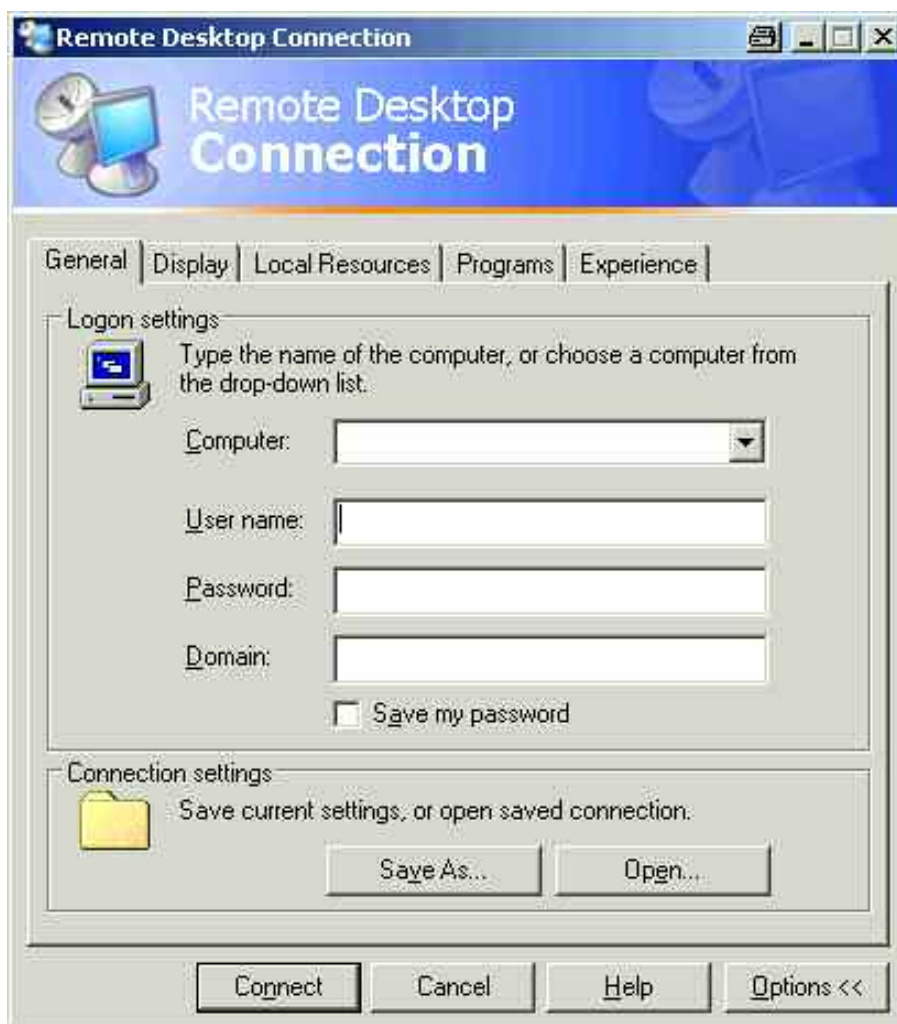 Remote Desktop Connection
Remote Desktop
Connection
General Display Local Resources Programs Experience
Logon settings
Type the name of the computer, or choose a computer from
the drop-down list.
Computer:
User name:
Password:
Domain:
Save my password
Connection settings
Save current settings, or open saved connection.
Save As... Open...
Connect Cancel Help Options <<